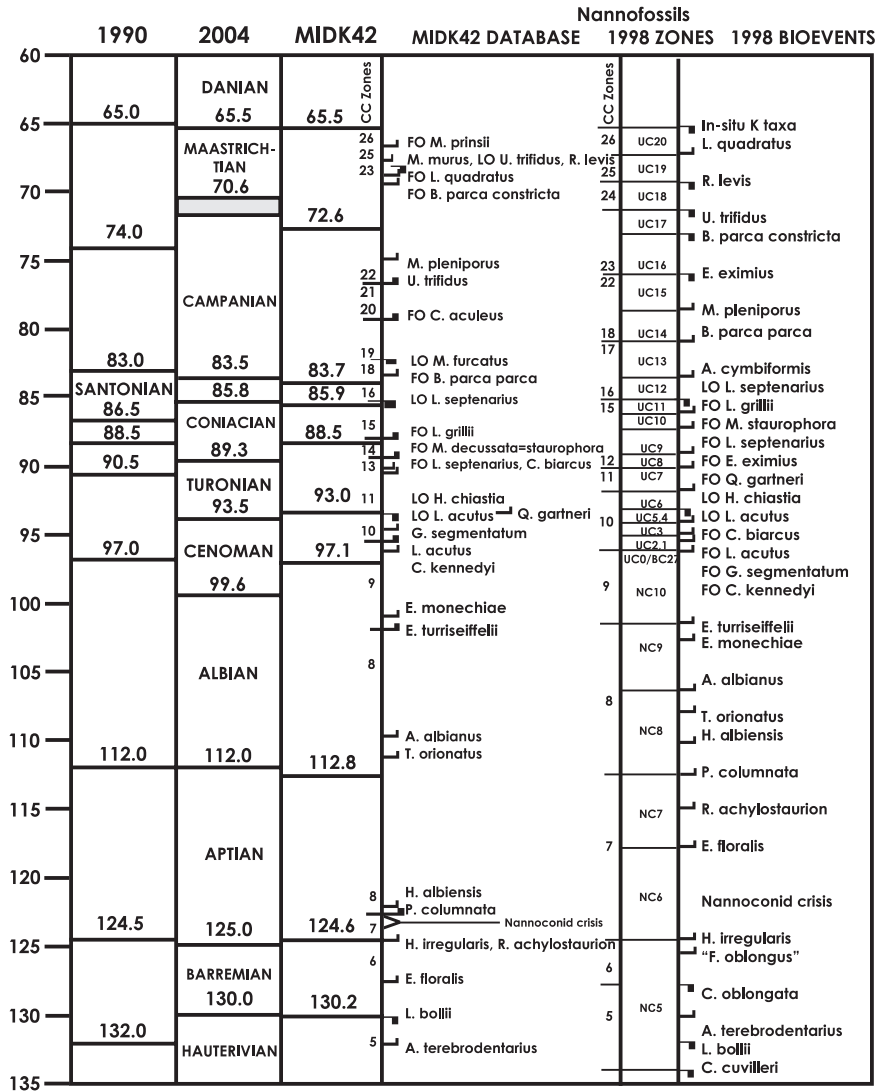 Nannofossils
1990 2004 MIDK42 MIDK42 DATABASE 1998 ZONES 1998 BIOEVENTS
60
65
70
75
80
85
90
95
100
105
110
115
120
125
130
135
65.0
74.0
83.0
SANTONIAN
86.5
88.5
90.5
97.0
112.0
124.5
132.0
DANIAN
65.5
MAASTRICH-
TIAN
70.6
CAMPANIAN
83.5
85.8
CONIACIAN
89.3
TURONIAN
93.5
CENOMAN
99.6
ALBIAN
112.0
APTIAN
125.0
BARREMIAN
130.0
HAUTERIVIAN
65.5
72.6
83.7
85.9
88.5
93.0
97.1
112.8
124.6
130.2
CC Zones
26
25
23
22
21
20
19
18
16
15
14
13
11
10
9
8
8
7
6
5
FO M. prinsii
M. murus, LO U. trifidus, R. levis
FO L. quadratus
FO B. parca constricta
M. pleniporus
U. trifidus
FO C. aculeus
LO M. furcatus
FO B. parca parca
LO L. septenarius
FO L. grillii
FO M. decussata=staurophora
FO L. septenarius, C. biarcus
LO H. chiastia
LO L. acutus Q. gartneri
G. segmentatum
L. acutus
C. kennedyi
E. monechiae
E. turriseiffelii
A. albianus
T. orionatus
H. albiensis
P. columnata
Nannoconid crisis
H. irregularis, R. achylostaurion
E. floralis
L. bollii
A. terebrodentarius
CC Zones
26
25
24
23
22
18
17
16
15
12
11
10
9
8
7
6
5
UC20
UC19
UC18
UC17
UC16
UC15
UC14
UC13
UC12
UC11
UC10
UC9
UC8
UC7
UC6
UC5,4
UC3
UC2,1
UC0/BC27
NC10
NC9
NC8
NC7
NC6
NC5
In-situ K taxa
L. quadratus
R. levis
U. trifidus
B. parca constricta
E. eximius
M. pleniporus
B. parca parca
A. cymbiformis
LO L. septenarius
FO L. grillii
FO M. staurophora
FO L. septenarius
FO E. eximius
FO Q. gartneri
LO H. chiastia
LO L. acutus
FO C. biarcus
FO L. acutus
FO G. segmentatum
FO C. kennedyi
E. turriseiffelii
E. monechiae
A. albianus
T. orionatus
H. albiensis
P. columnata
R. achylostaurion
E. floralis
Nannoconid crisis
H. irregularis
“F. oblongus”
C. oblongata
A. terebrodentarius
L. bollii
C. cuvilleri